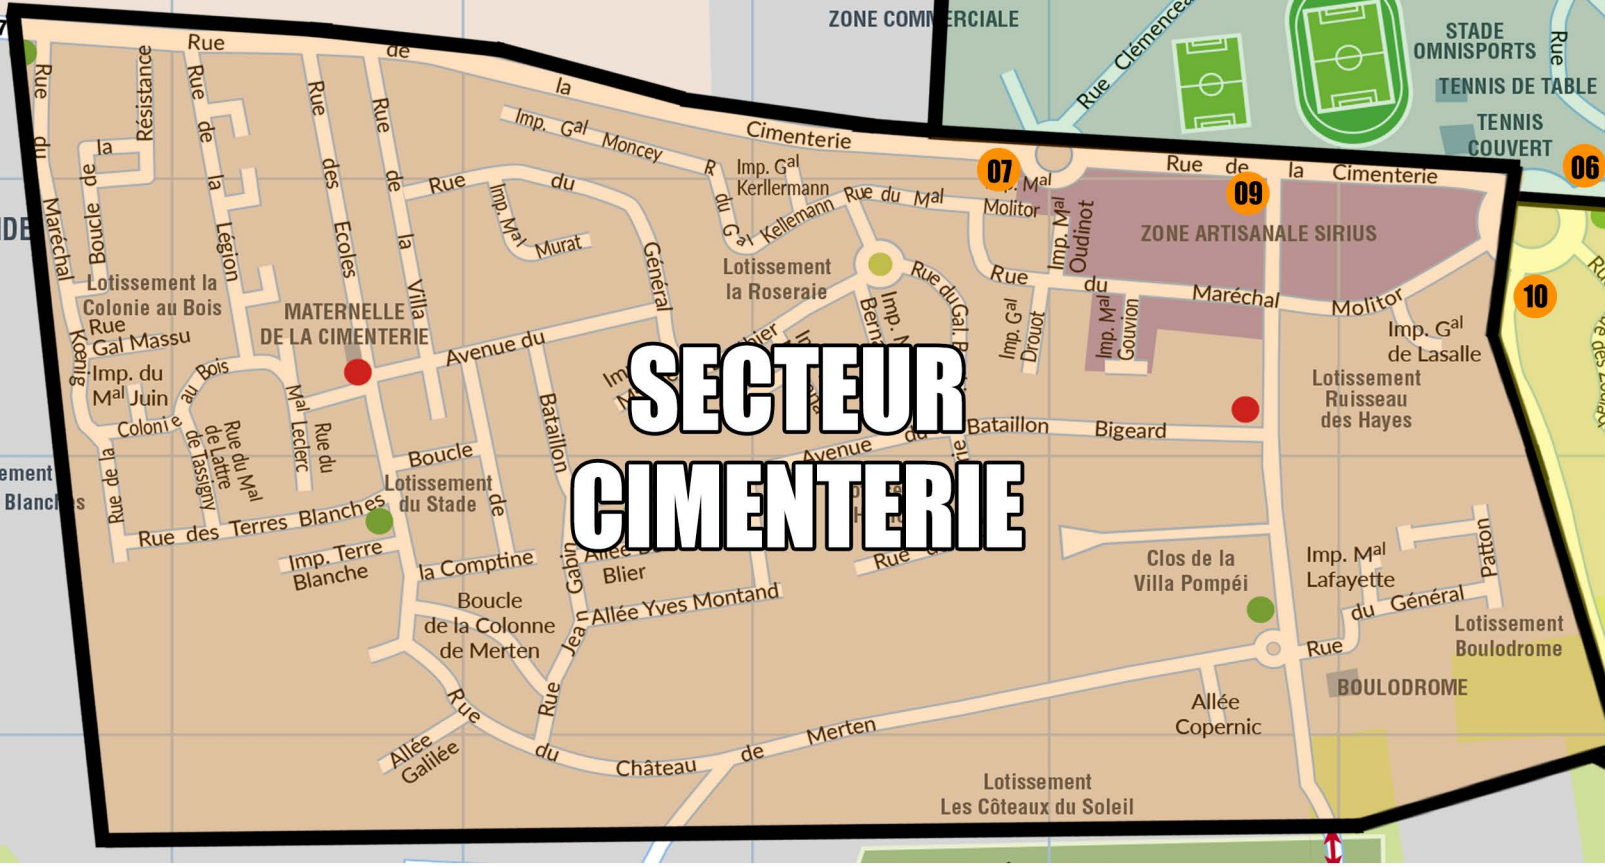 ZONE COMMERCIALE
Rue Clémencea
STADE
OMNISPORTS
TENNIS DE TABLE
TENNIS
COUVERT
Rue
06
07
09
10
Rue de la Cimenterie
Rue de la Cimenterie
Rue du Maréchal Koenig
Boucle de la Résistance
Rue de la Légion
Rue des Ecoles
Rue de la Villa
Imp. Gal Moncey
Imp. Gal
Kerllermann
R. du Gal Kellemann
Rue du Mal
Molitor
Imp. Mal
Oudinot
ZONE ARTISANALE SIRIUS
Rue du Général
Imp. Mal
Murat
Lotissement
la Roseraie
Rue du Maréchal Molitor
Rue du Gal.
Imp. Gal
Drouot
Imp. Mal
Gouvion
Imp. Gal
de Lasalle
Lotissement la
Colonie au Bois
Rue
Gal Massu
Imp. du
Mal Juin
MATERNELLE
DE LA CIMENTERIE
Avenue du
Rue de la Colonie au Bois
Rue du Mal
de Lattre
de Tassigny
Rue du
Mal Leclerc
SECTEUR
CIMENTERIE
Bataillon
Avenue du Bataillon Bigeard
Lotissement
Ruisseau
des Hayes
Boucle de la Comptine
Lotissement
du Stade
Rue des Terres Blanches
Imp. Terre
Blanche
ement
Blanches
Allée
Blier
Allée Yves Montand
Rue
Rue Jean Gabin
Boucle
de la Colonne
de Merten
Clos de la
Villa Pompéi
Imp. Mal
Lafayette
Rue du Général Patton
Lotissement
Boulodrome
BOULODROME
Allée
Copernic
Rue du Château de Merten
Allée
Galilée
Lotissement
Les Côteaux du Soleil